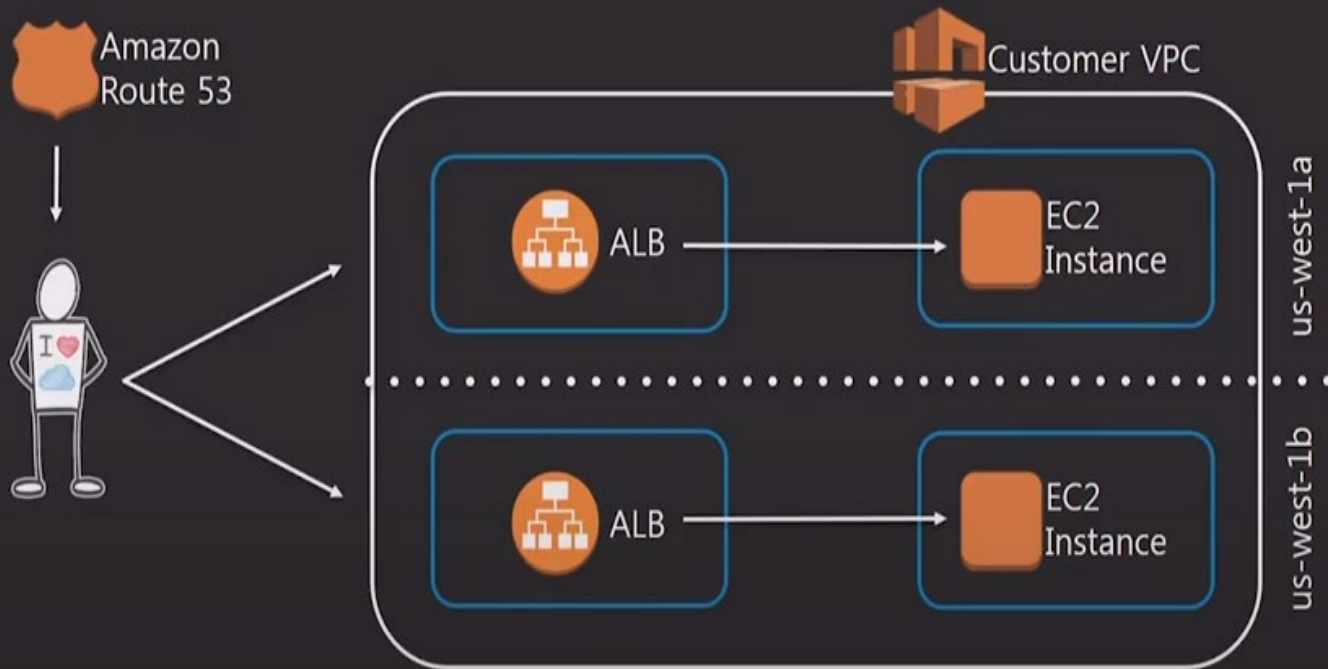 Amazon
Route 53
Customer VPC
ALB
EC2
Instance
us-west-1a
I
ALB
EC2
Instance
us-west-1b